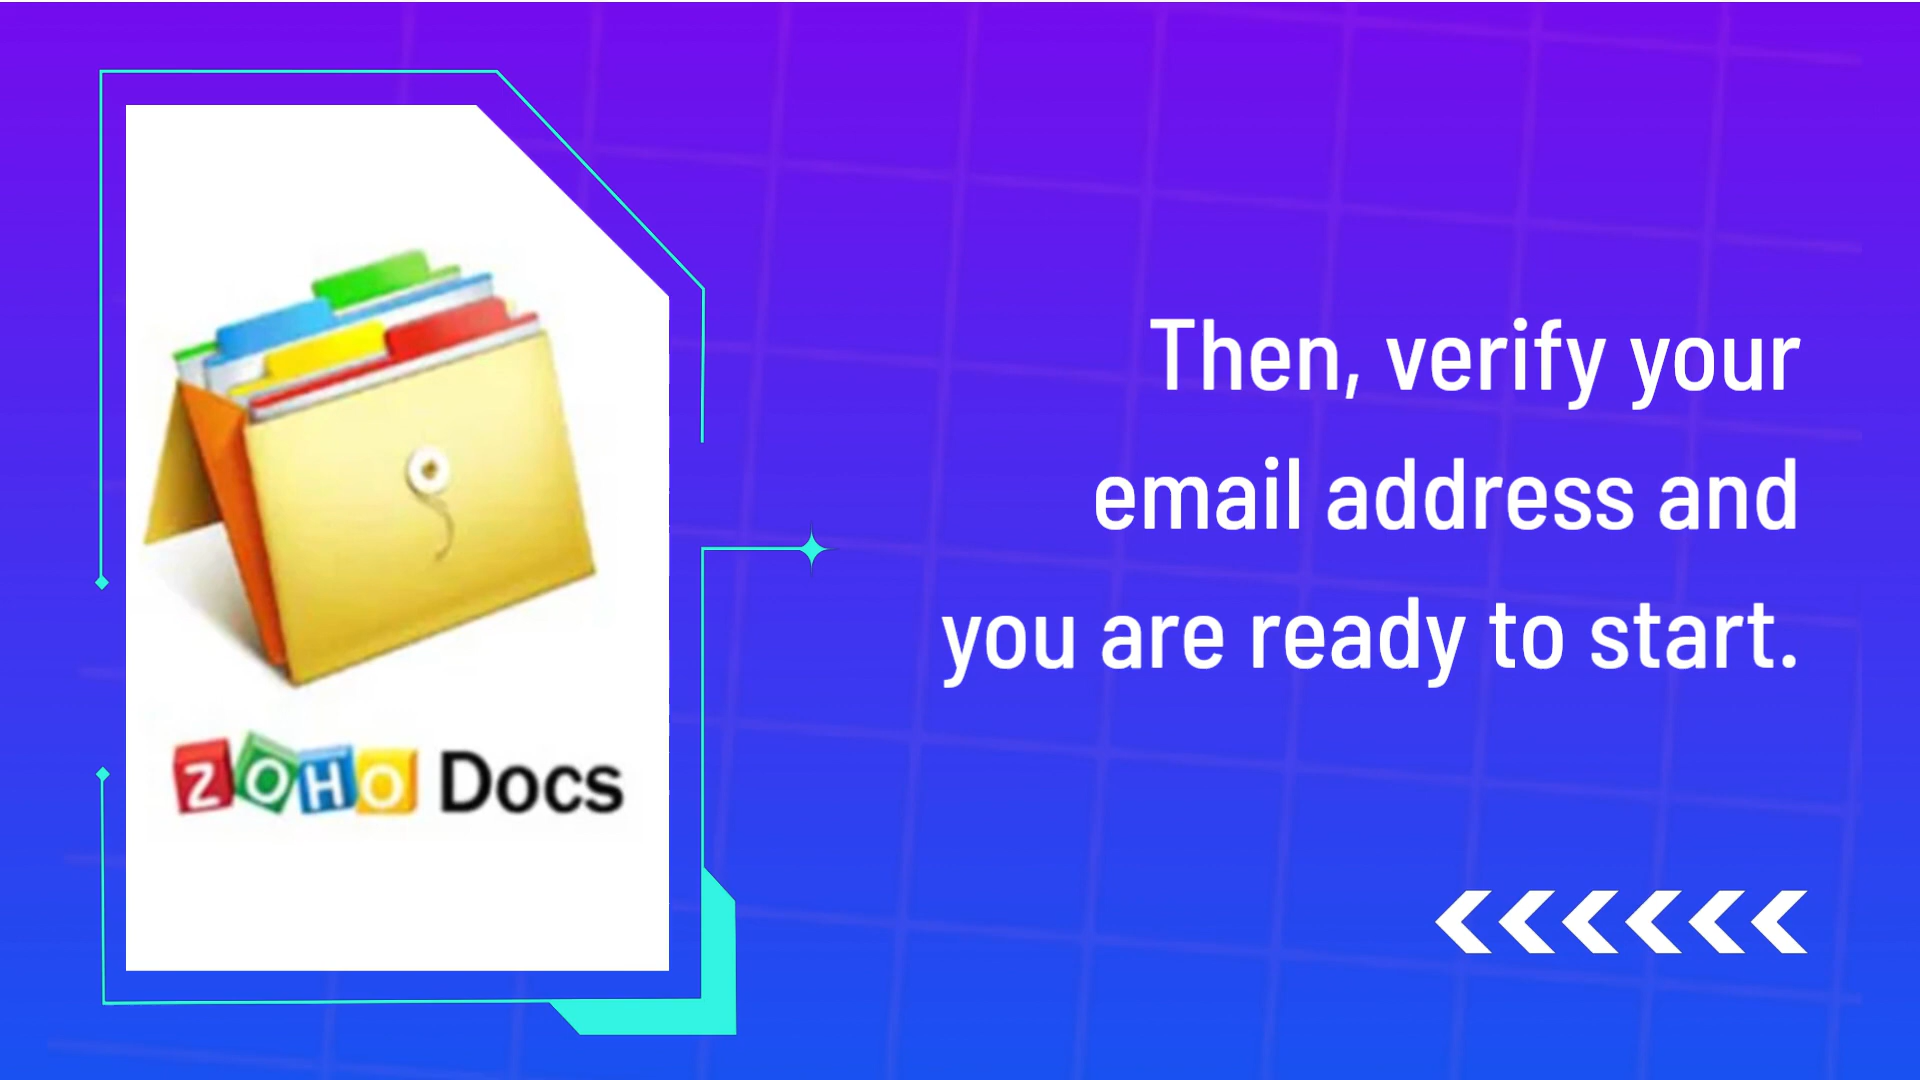 ZOHO Docs
Then, verify your
email address and
you are ready to start.